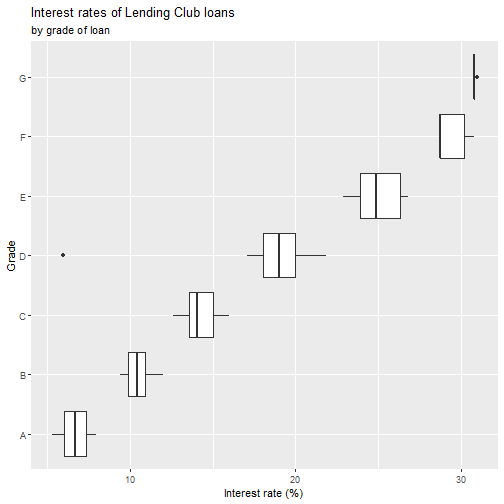 Interest rates of Lending Club loans
by grade of loan
G
F
E
D
C
B
A
Grade
10 20 30
Interest rate (%)